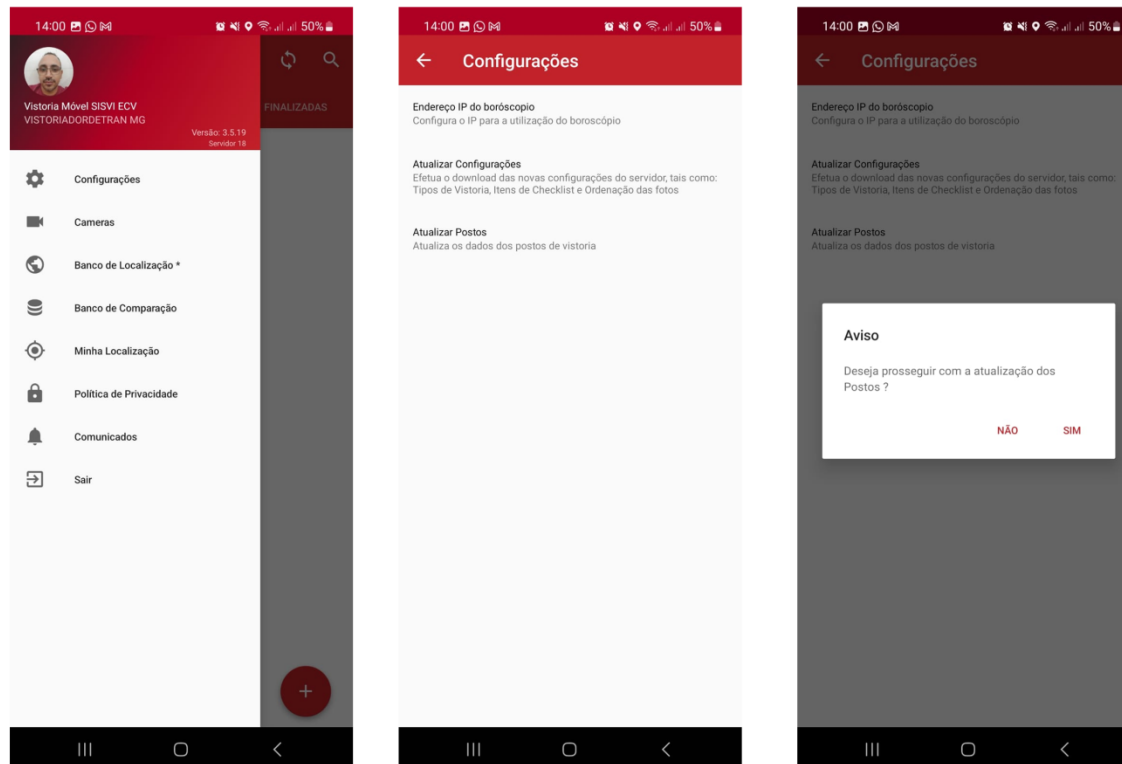 14:00
50%
Vistoria Móvel SISVI ECV
VISTORIADORDETRAN MG
Versão: 3.5.19
Servidor 18
FINALIZADAS
Configurações
Cameras
Banco de Localização *
Banco de Comparação
Minha Localização
Política de Privacidade
Comunicados
Sair
14:00
50%
Configurações
Endereço IP do boróscopio
Configura o IP para a utilização do boroscópio
Atualizar Configurações
Efetua o download das novas configurações do servidor, tais como:
Tipos de Vistoria, Itens de Checklist e Ordenação das fotos
Atualizar Postos
Atualiza os dados dos postos de vistoria
14:00
50%
Configurações
Endereço IP do boróscopio
Configura o IP para a utilização do boroscópio
Atualizar Configurações
Efetua o download das novas configurações do servidor, tais como:
Tipos de Vistoria, Itens de Checklist e Ordenação das fotos
Atualizar Postos
Atualiza os dados dos postos de vistoria
Aviso
Deseja prosseguir com a atualização dos
Postos ?
NÃO SIM